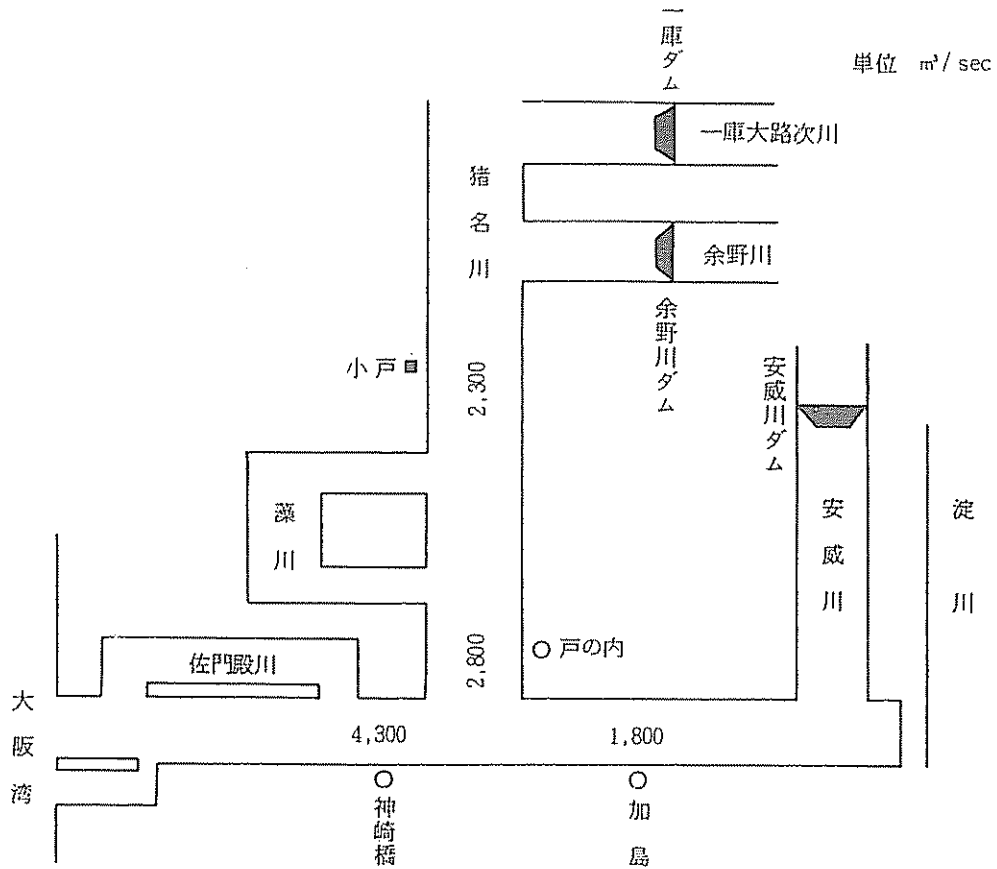 一庫ダム
単位 m³/sec
一庫大路次川
猪名川
余野川
余野川ダム
小戸
2,300
安威川ダム
藻川
安威川
淀川
2,800
戸の内
佐門殿川
大阪湾
4,300
1,800
神崎橋
加島